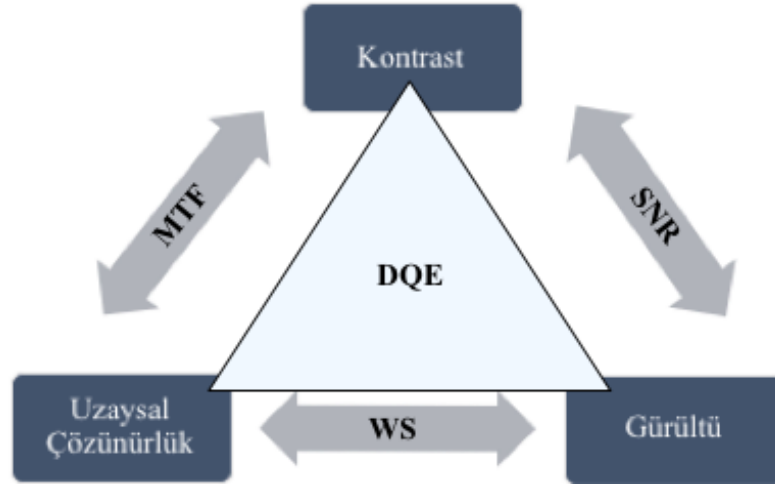 Kontrast
MTF
SNR
DQE
Uzaysal
Çözünürlük
WS
Gürültü